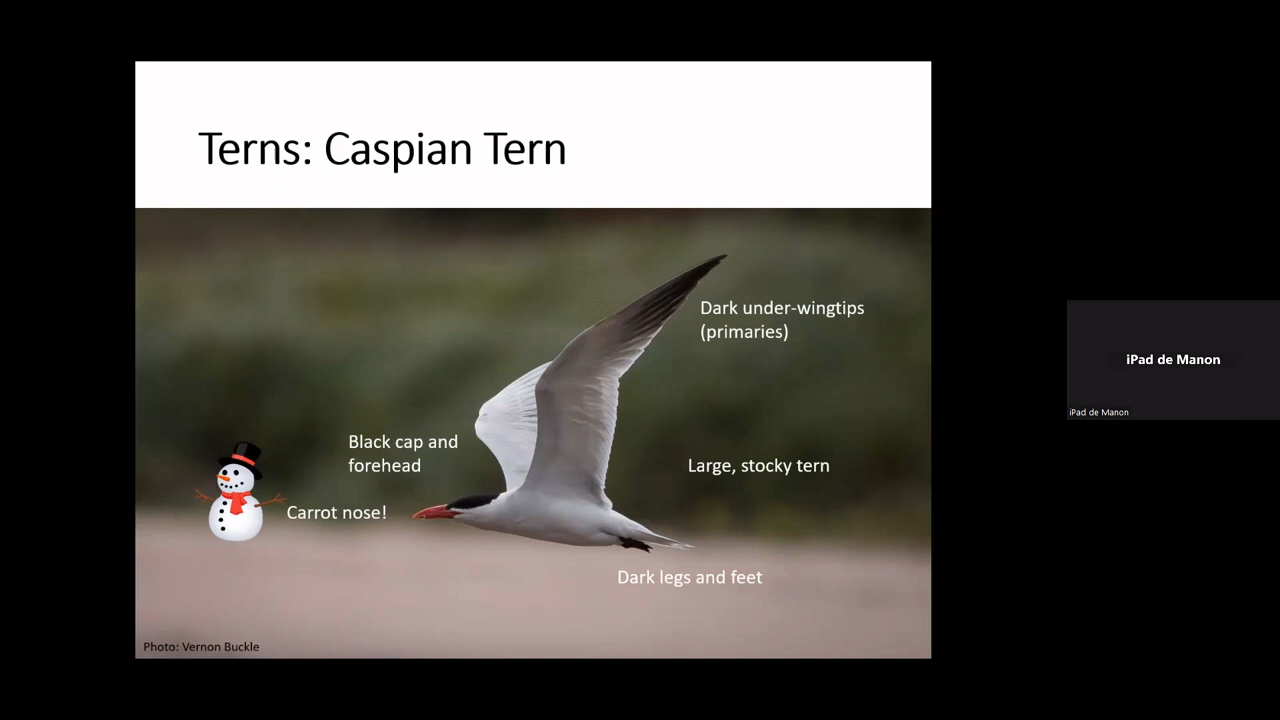 Terns: Caspian Tern
Dark under-wingtips
(primaries)
Black cap and
forehead
Large, stocky tern
Carrot nose!
Dark legs and feet
Photo: Vernon Buckle
iPad de Manon
iPad de Manon